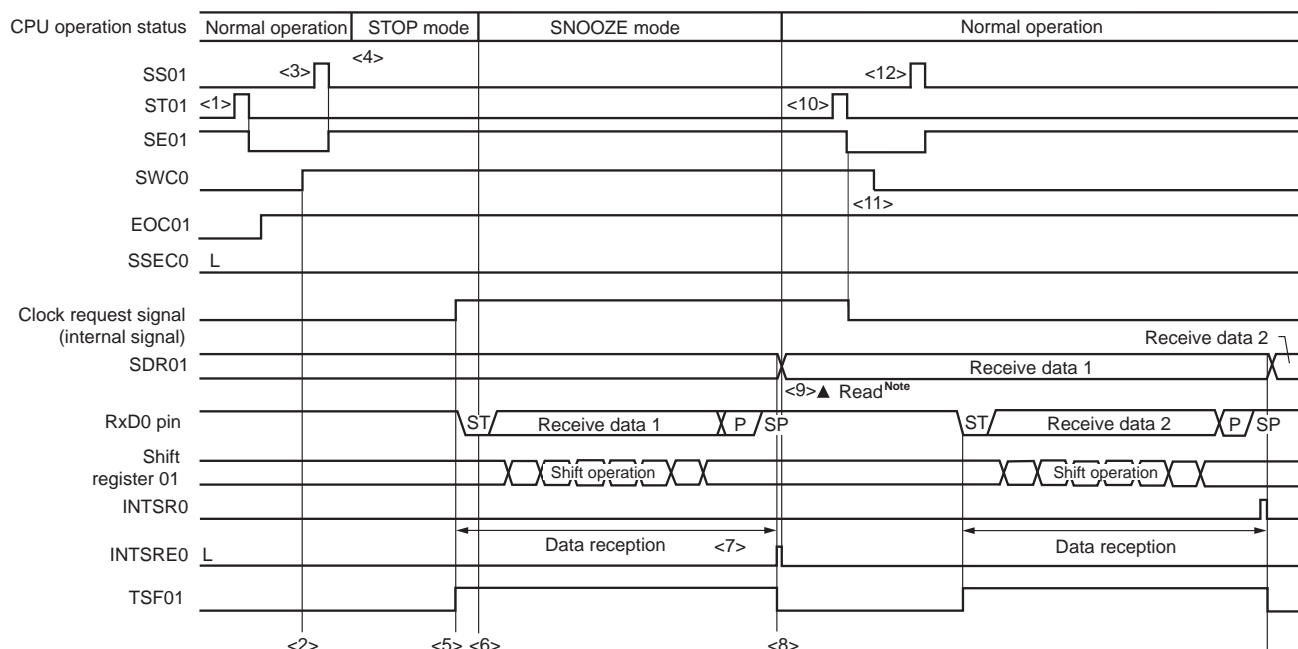 CPU operation status Normal operation STOP mode SNOOZE mode Normal operation
<4>
SS01 <3> <12>
ST01 <1> <10>
SE01
SWC0
<11>
EOC01
SSEC0 L
Clock request signal
(internal signal)
Receive data 2
SDR01 Receive data 1
<9>▲ Read Note
RxD0 pin ST Receive data 1 P SP ST Receive data 2 P SP
Shift
register 01 Shift operation Shift operation
INTSR0
Data reception <7> Data reception
INTSRE0 L
TSF01
<2> <5> <6> <8>